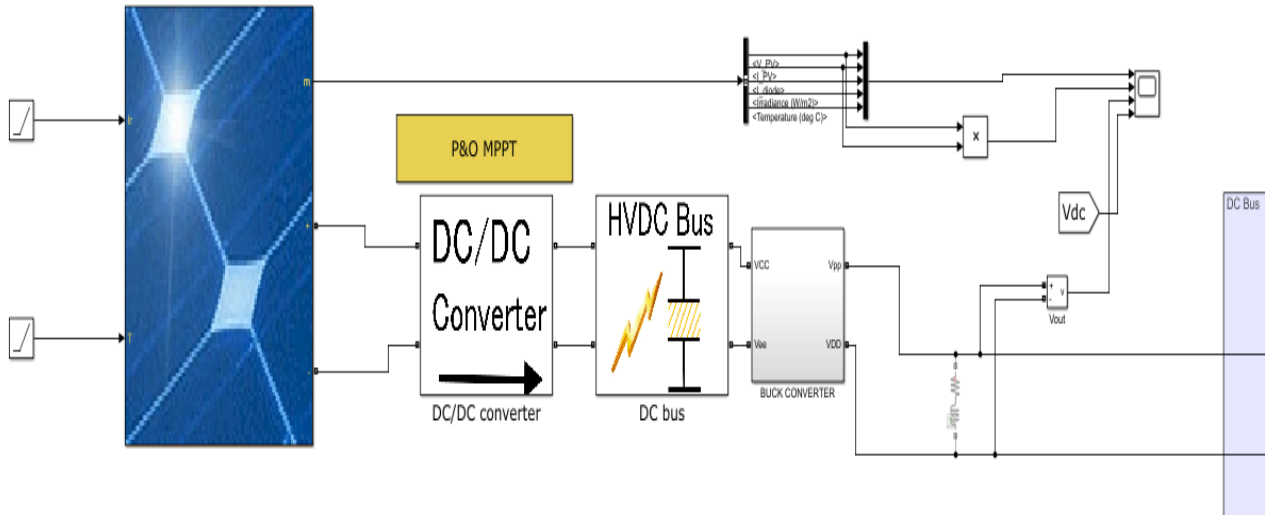 Ir
T
m
+
-
P&O MPPT
DC/DC
Converter
DC/DC converter
HVDC Bus
DC bus
VCC
Vee
Vpp
VDD
BUCK CONVERTER
<V_PV>
<I_PV>
<I_diode>
<Irradiance (W/m2)>
<Temperature (deg C)>
×
Vdc
+
-
v
Vout
DC Bus